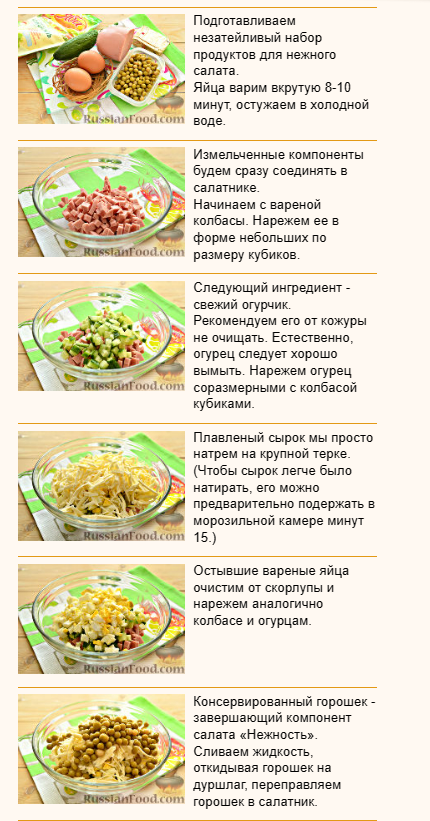 Подготавливаем
незатейливый набор
продуктов для нежного
салата.
Яйца варим вкрутую 8-10
минут, остужаем в холодной
воде.
RussianFood.com
Измельченные компоненты
будем сразу соединять в
салатнике.
Начинаем с вареной
колбасы. Нарежем ее в
форме небольших по
размеру кубиков.
RussianFood.com
Следующий ингредиент -
свежий огурчик.
Рекомендуем его от кожуры
не очищать. Естественно,
огурец следует хорошо
вымыть. Нарежем огурец
соразмерными с колбасой
кубиками.
RussianFood.com
Плавленый сырок мы просто
натрем на крупной терке.
(Чтобы сырок легче было
натирать, его можно
предварительно подержать в
морозильной камере минут
15.)
RussianFood.com
Остывшие вареные яйца
очистим от скорлупы и
нарежем аналогично
колбасе и огурцам.
RussianFood.com
Консервированный горошек -
завершающий компонент
салата «Нежность».
Сливаем жидкость,
откидывая горошек на
дуршлаг, переправляем
горошек в салатник.
RussianFood.com